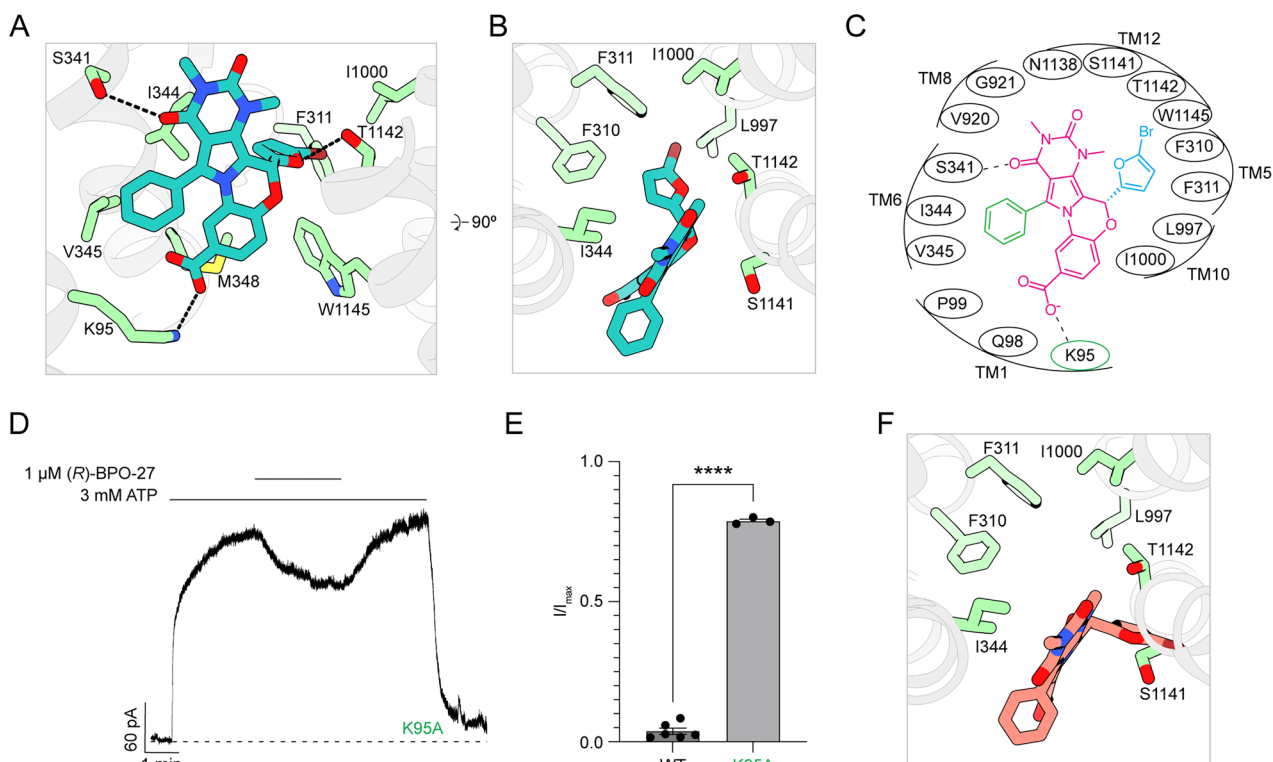 A
S341
I344
I1000
F311
T1142
V345
M348
K95
W1145
90º
B
F311
I1000
F310
L997
T1142
I344
S1141
C
TM12
N1138
S1141
TM8
G921
T1142
V920
W1145
Br
O
N
N
O
O
F310
S341
TM5
F311
TM6
I344
N
O
L997
V345
I1000
TM10
O
O-
P99
Q98
K95
TM1
D
1 µM (R)-BPO-27
3 mM ATP
60 pA
K95A
1 min
E
1.0
****
I/Imax
0.5
0.0
WT
K95A
F
F311
I1000
F310
L997
T1142
I344
S1141